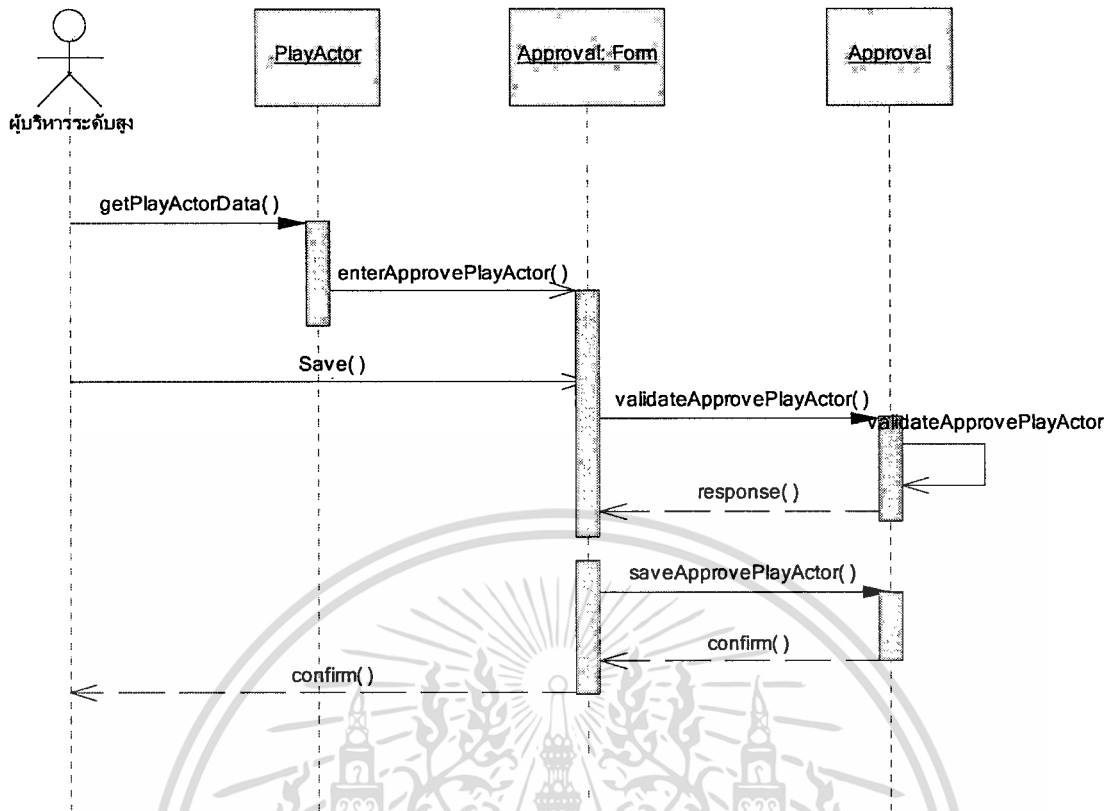 PlayActor
Approval: Form
Approval
ผู้บริหารระดับสูง
getPlayActorData()
enterApprovePlayActor()
Save()
validateApprovePlayActor()
validateApprovePlayActor
response()
saveApprovePlayActor()
confirm()
confirm()